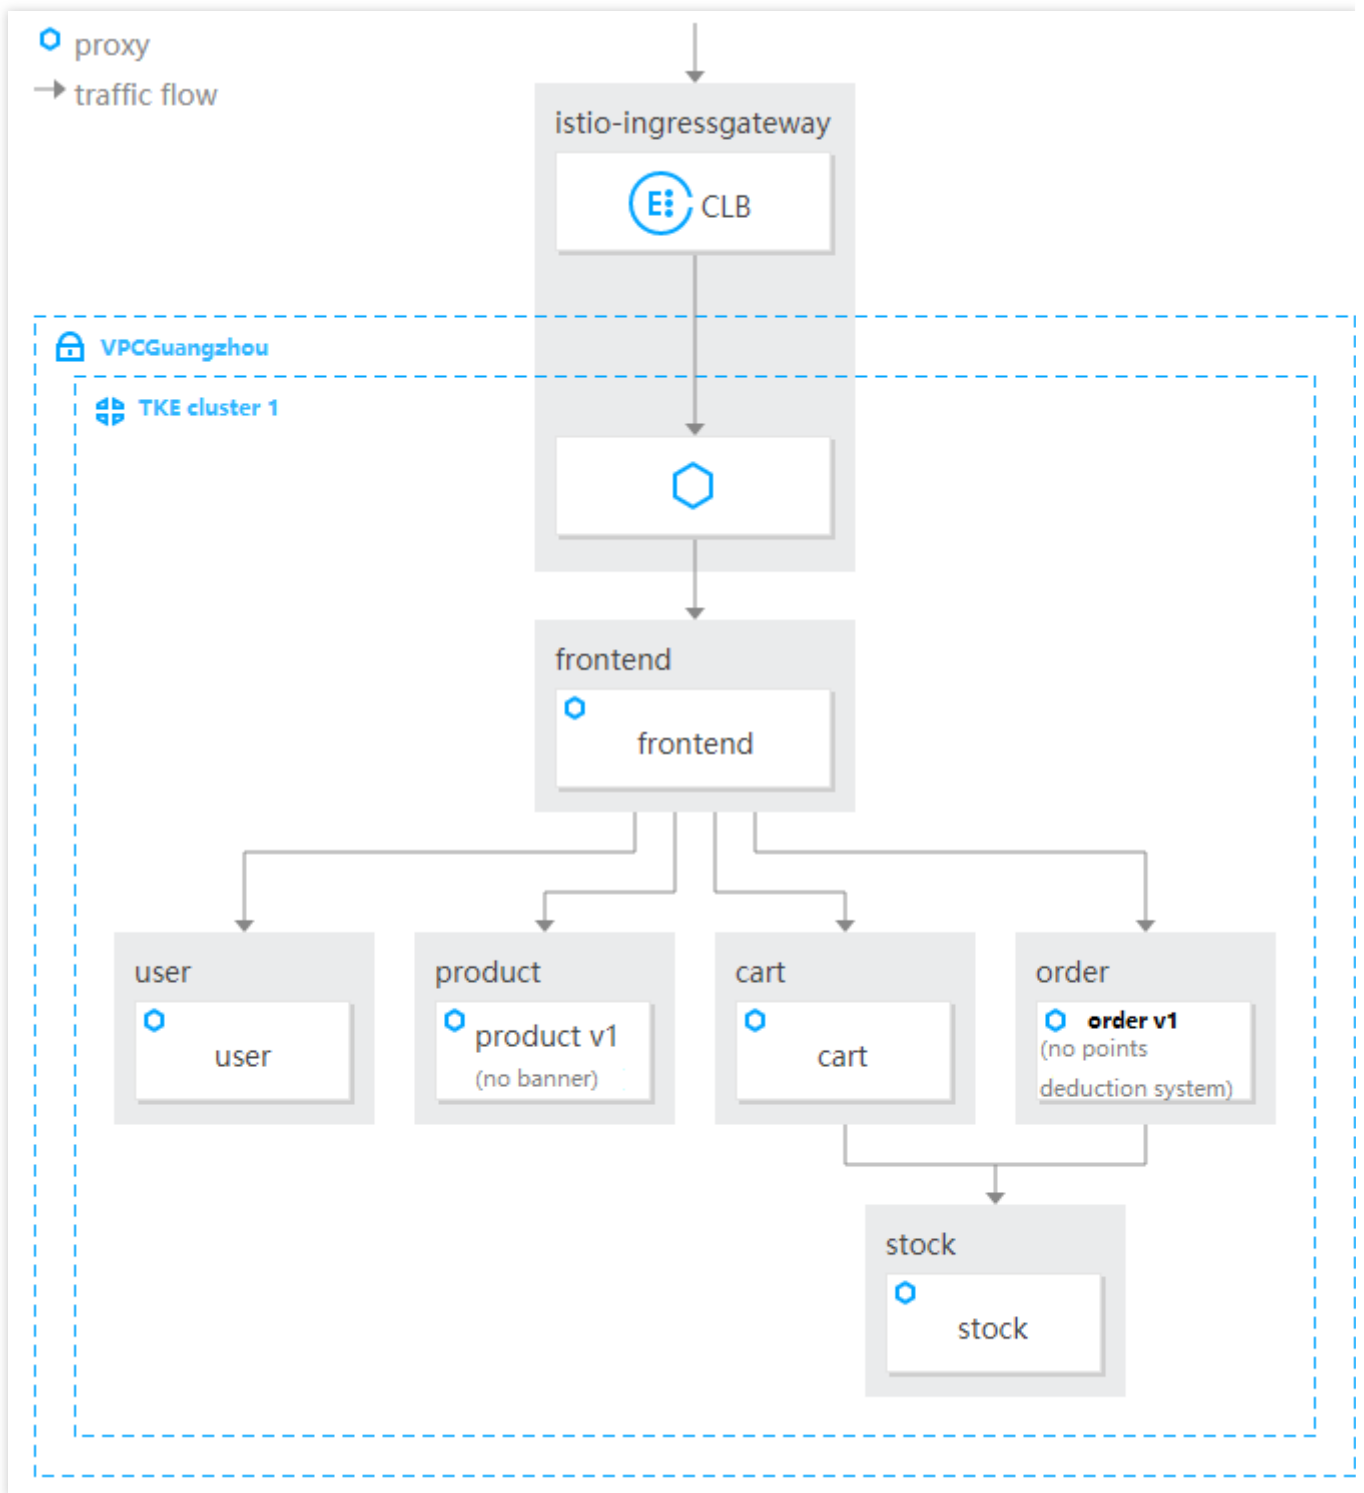 proxy
traffic flow
istio-ingressgateway
CLB
VPCGuangzhou
TKE cluster 1
frontend
frontend
user
user
product
product v1
(no banner)
cart
cart
order
order v1
(no points
deduction system)
stock
stock